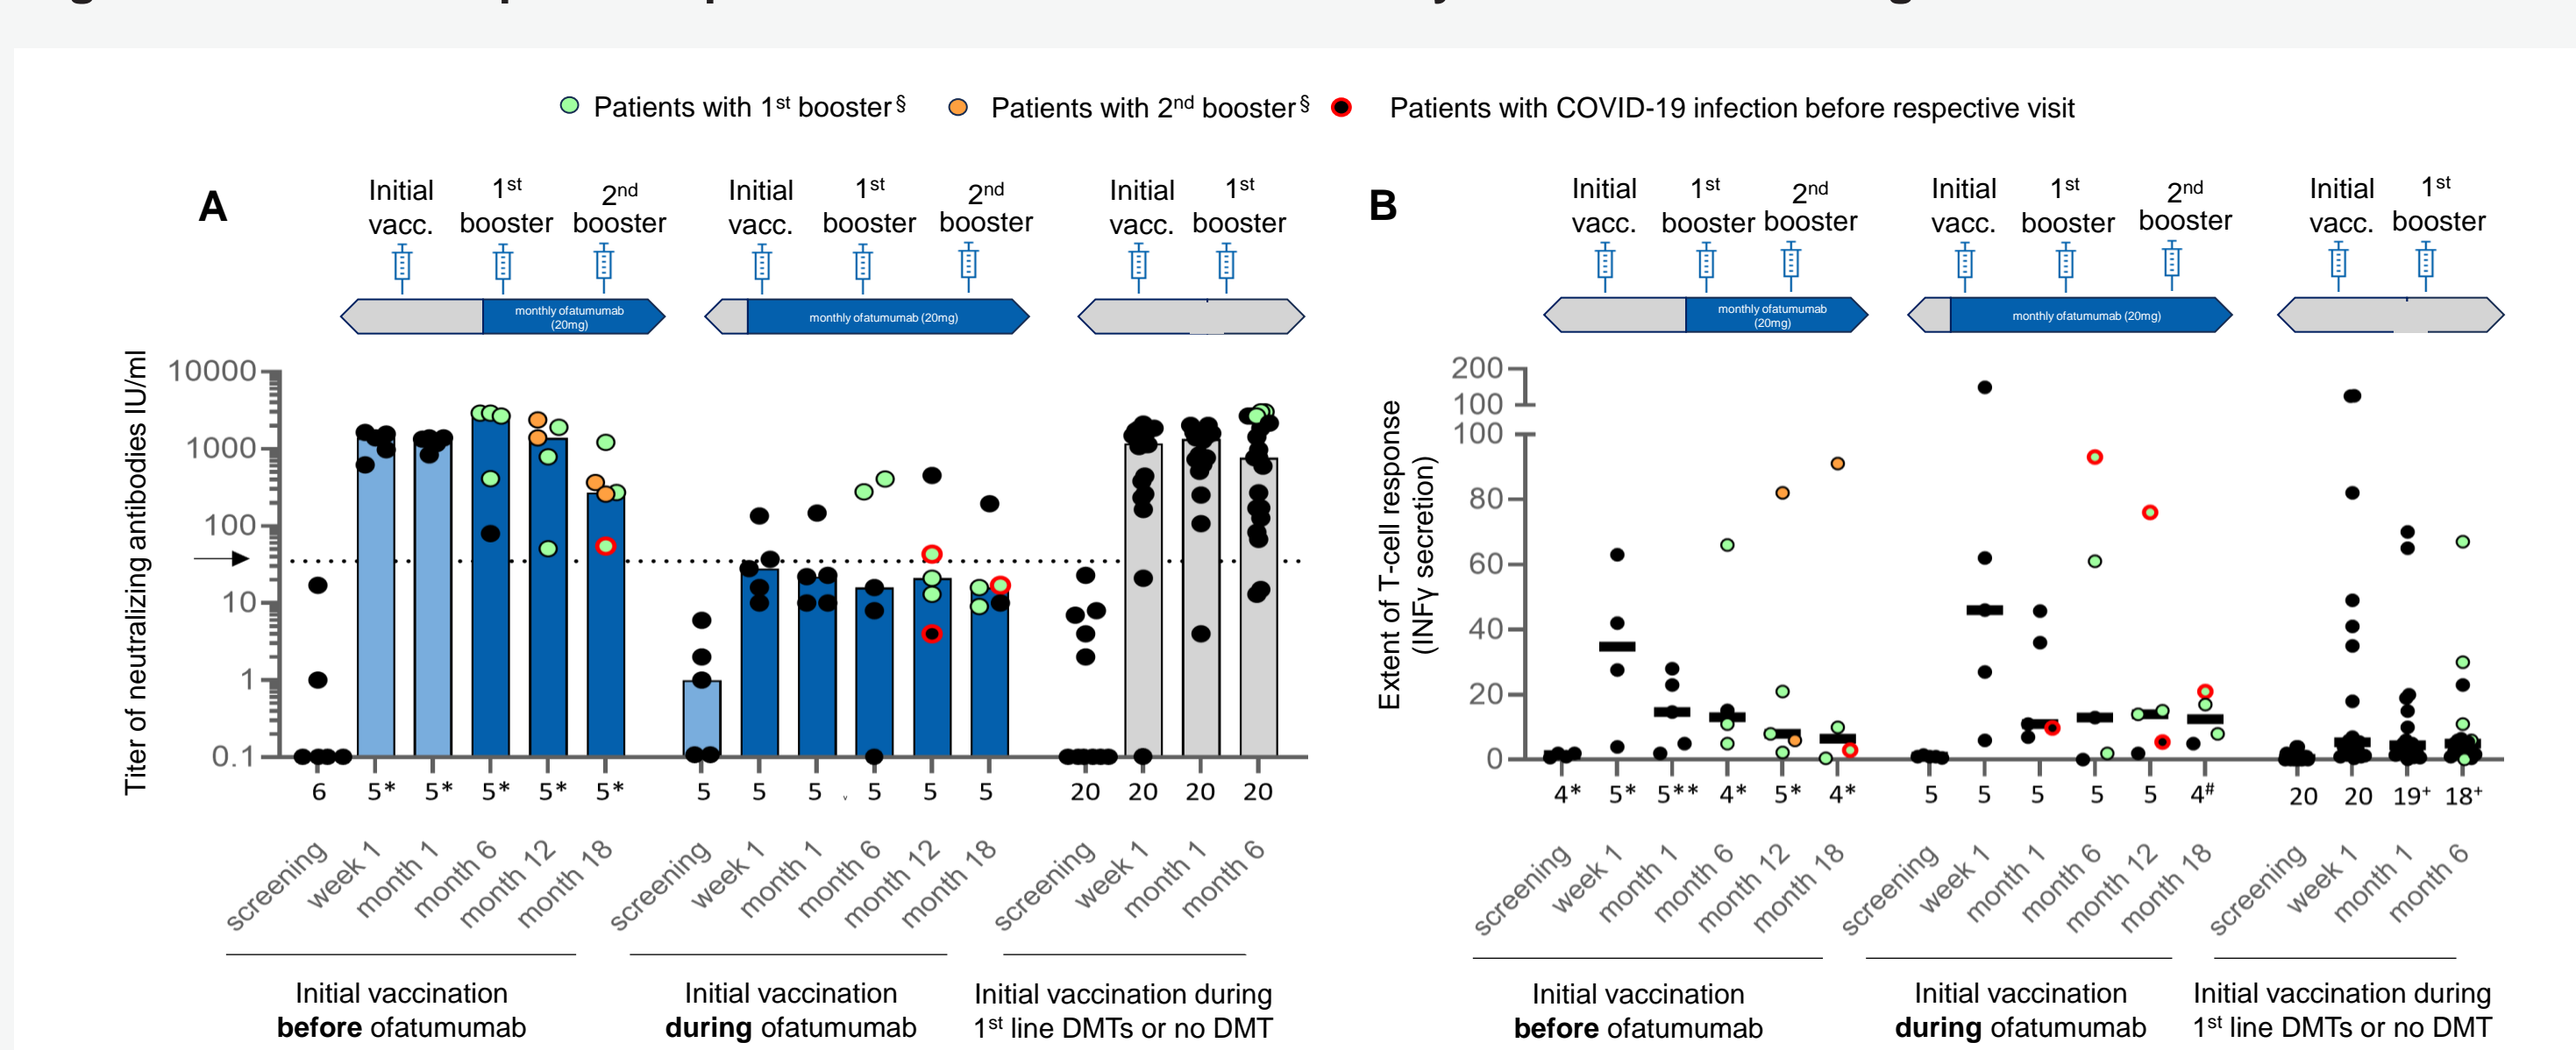 Patients with 1st booster§
Patients with 2nd booster§
Patients with COVID-19 infection before respective visit
A
Initial vacc.
1st booster
2nd booster
Initial vacc.
1st booster
2nd booster
Initial vacc.
1st booster
monthly ofatumumab (20mg)
monthly ofatumumab (20mg)
Titer of neutralizing antibodies IU/ml
10000
1000
100
10
1
0.1
6 5* 5* 5* 5* 5* 5 5 5 5 5 5 20 20 20 20
screening week 1 month 1 month 6 month 12 month 18 screening week 1 month 1 month 6 month 12 month 18 screening week 1 month 1 month 6
Initial vaccination
before ofatumumab
Initial vaccination
during ofatumumab
Initial vaccination during
1st line DMTs or no DMT
B
Initial vacc.
1st booster
2nd booster
Initial vacc.
1st booster
2nd booster
Initial vacc.
1st booster
monthly ofatumumab (20mg)
monthly ofatumumab (20mg)
Extent of T-cell response
(INFγ secretion)
200
100
100
80
60
40
20
0
4* 5* 5** 4* 5* 4* 5 5 5 5 5 4# 20 20 19+ 18+
screening week 1 month 1 month 6 month 12 month 18 screening week 1 month 1 month 6 month 12 month 18 screening week 1 month 1 month 6
Initial vaccination
before ofatumumab
Initial vaccination
during ofatumumab
Initial vaccination during
1st line DMTs or no DMT